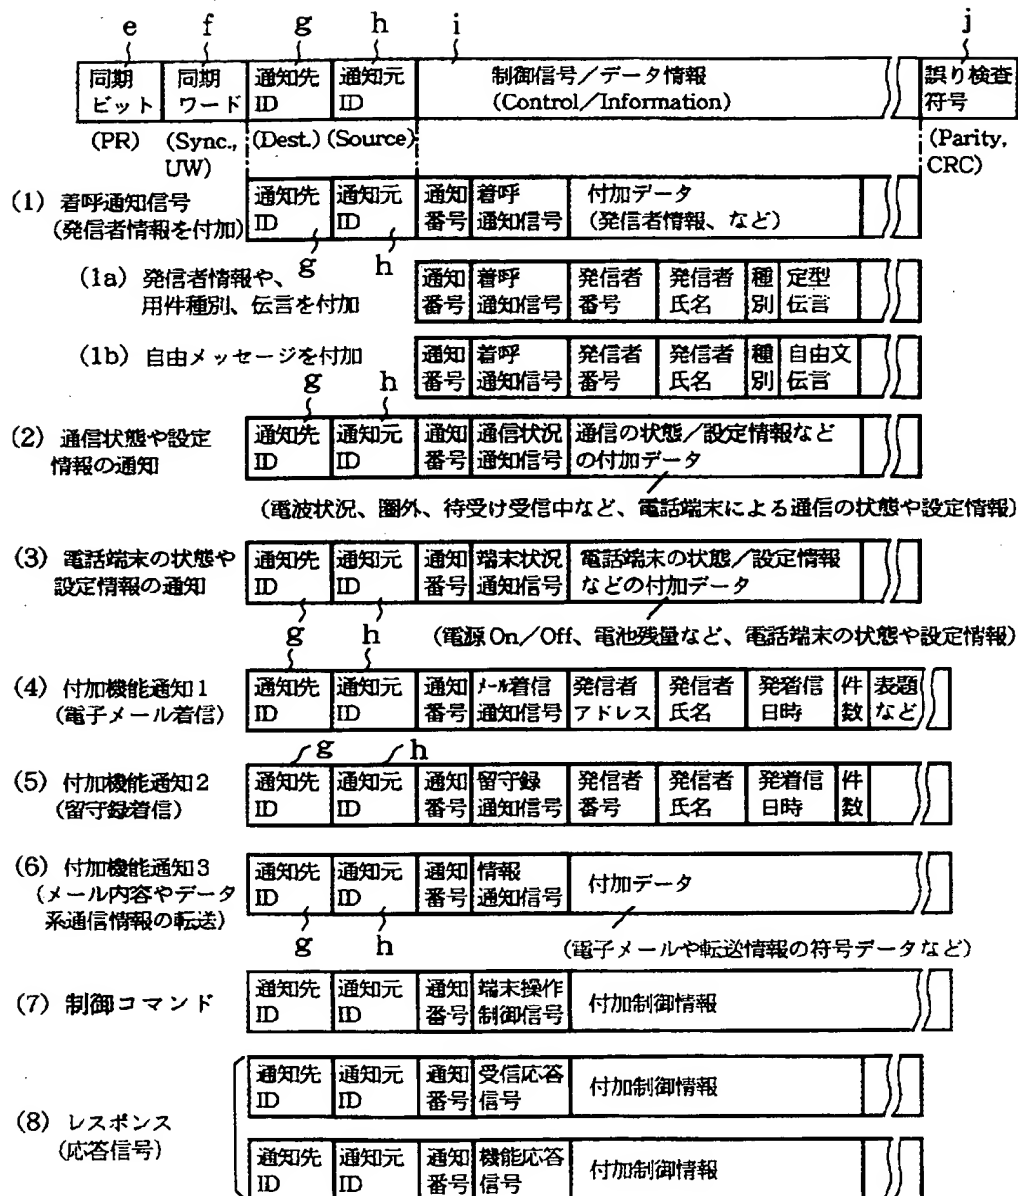 e f g h i j
同期 同期 通知先 通知元 制御信号／データ情報 誤り検査
ビット ワード ID ID (Control／Information) 符号
(PR) (Sync., (Dest.) (Source) (Parity,
UW) CRC)
(1) 着呼通知信号 通知先 通知元 通知 着呼 付加データ
(発信者情報を付加) ID ID 番号 通知信号 (発信者情報、など)
g h
(1a) 発信者情報や、 通知 着呼 発信者 発信者 種 定型
用件種別、伝言を付加 番号 通知信号 番号 氏名 別 伝言
(1b) 自由メッセージを付加 通知 着呼 発信者 発信者 種 自由文
番号 通知信号 番号 氏名 別 伝言
g h
(2) 通信状態や設定 通知先 通知元 通知 通信状況 通信の状態／設定情報など
情報の通知 ID ID 番号 通知信号 の付加データ
(電波状況、圏外、待受け受信中など、電話端末による通信の状態や設定情報)
(3) 電話端末の状態や 通知先 通知元 通知 端末状況 電話端末の状態／設定情報
設定情報の通知 ID ID 番号 通知信号 などの付加データ
g h (電源On／Off、電池残量など、電話端末の状態や設定情報)
(4) 付加機能通知1 通知先 通知元 通知 メール着信 発信者 発信者 発着信 件 表題
(電子メール着信) ID ID 番号 通知信号 アドレス 氏名 日時 数 など
g h
(5) 付加機能通知2 通知先 通知元 通知 留守録 発信者 発信者 発着信 件
(留守録着信) ID ID 番号 通知信号 番号 氏名 日時 数
(6) 付加機能通知3 通知先 通知元 通知 情報 付加データ
(メール内容やデータ ID ID 番号 通知信号
系通信情報の転送)
g h (電子メールや転送情報の符号データなど)
(7) 制御コマンド 通知先 通知元 通知 端末操作 付加制御情報
ID ID 番号 制御信号
(8) レスポンス 通知先 通知元 通知 受信応答 付加制御情報
(応答信号) ID ID 番号 信号
通知先 通知元 通知 機能応答 付加制御情報
ID ID 番号 信号